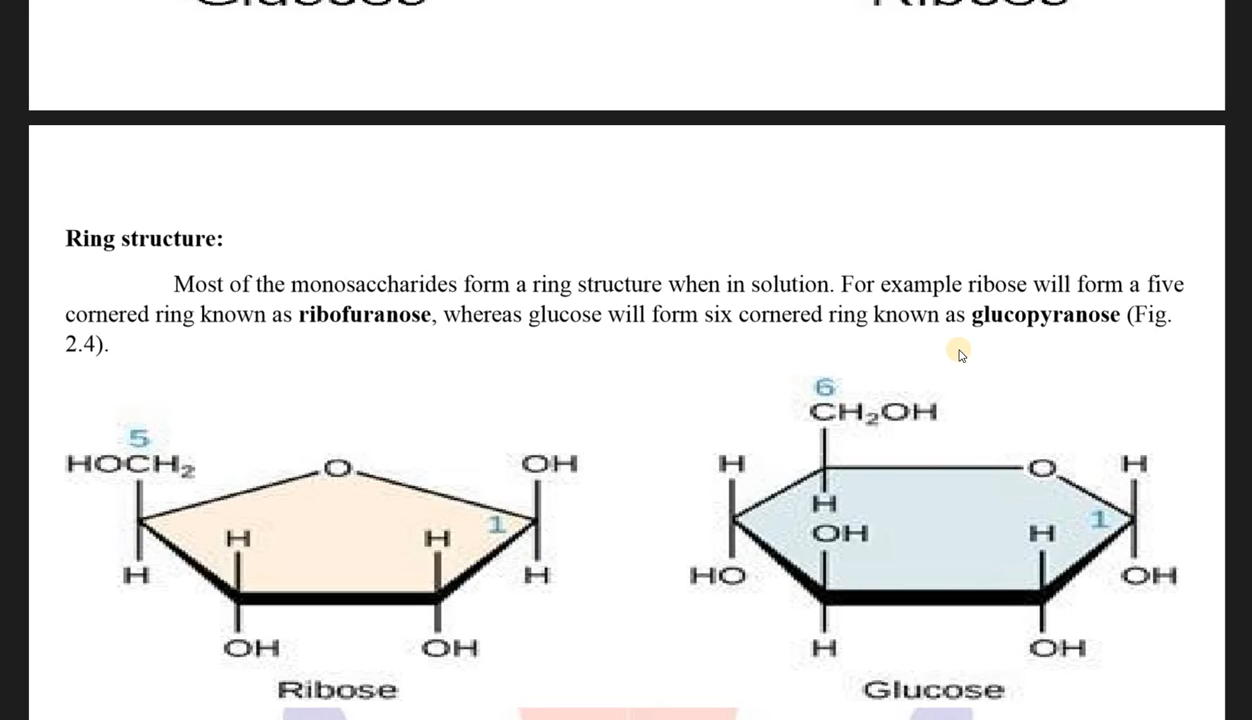 Glucoses Riboes
Ring structure:
Most of the monosaccharides form a ring structure when in solution. For example ribose will form a five
cornered ring known as ribofuranose, whereas glucose will form six cornered ring known as glucopyranose (Fig.
2.4).
6
CH₂OH
5
HOCH₂ O OH H O H
1 H 1
H H OH H
H H HO OH
OH OH H OH
Ribose Glucose